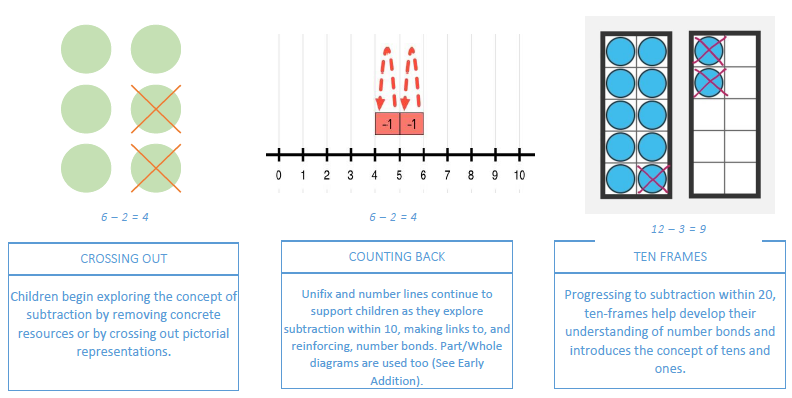 -1 -1
0 1 2 3 4 5 6 7 8 9 10
6 – 2 = 4
6 – 2 = 4
12 – 3 = 9
CROSSING OUT
Children begin exploring the concept of
subtraction by removing concrete
resources or by crossing out pictorial
representations.
COUNTING BACK
Unifix and number lines continue to
support children as they explore
subtraction within 10, making links to, and
reinforcing, number bonds. Part/Whole
diagrams are used too (See Early
Addition).
TEN FRAMES
Progressing to subtraction within 20,
ten-frames help develop their
understanding of number bonds and
introduces the concept of tens and
ones.